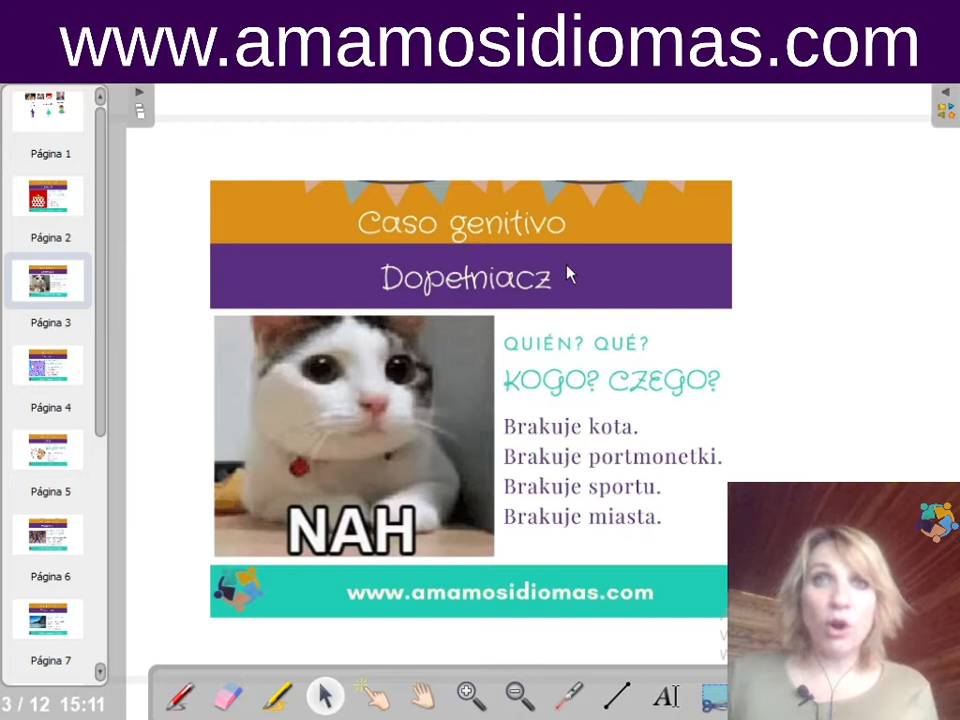 www.amamosidiomas.com
Página 1
Página 2
Página 3
Página 4
Página 5
Página 6
Página 7
3 / 12 15:11
Caso genitivo
Dopełniacz
QUIÉN? QUÉ?
KOGO? CZEGO?
Brakuje kota.
Brakuje portmonetki.
Brakuje sportu.
Brakuje miasta.
NAH
www.amamosidiomas.com
AI